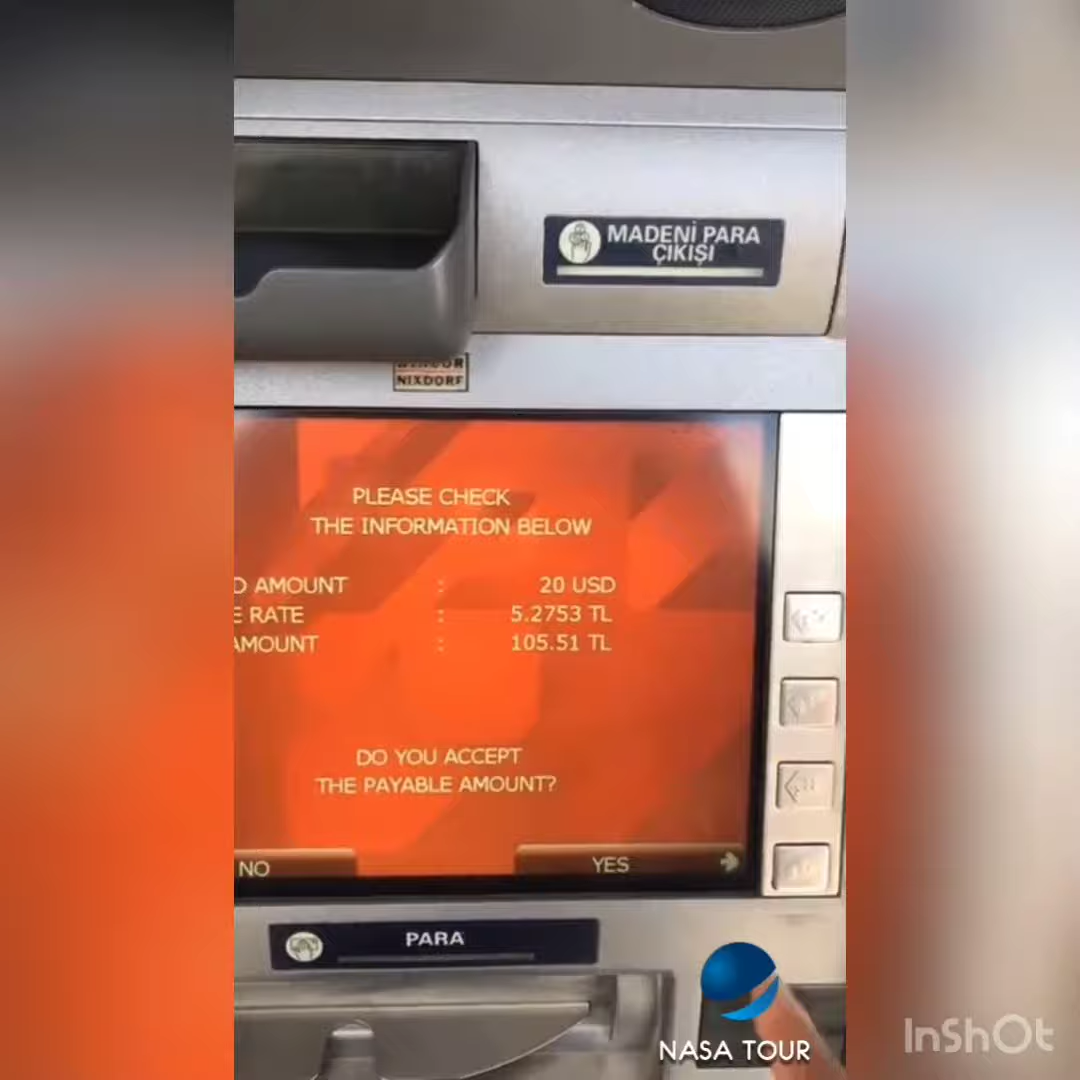 MADENİ PARA
ÇIKIŞI
NIXDORF
PLEASE CHECK
THE INFORMATION BELOW
AMOUNT : 20 USD
RATE : 5.2753 TL
AMOUNT : 105.51 TL
DO YOU ACCEPT
THE PAYABLE AMOUNT?
NO YES
PARA
NASA TOUR
InShOt